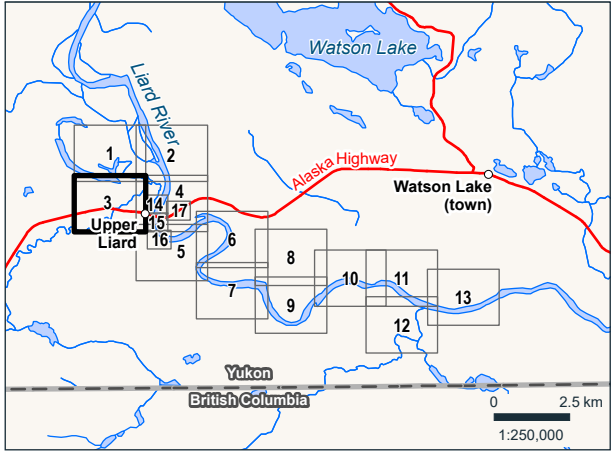 Watson Lake
Liard River
1
2
Alaska Highway
Watson Lake
(town)
3
4
14
17
15
Upper
Liard
16
5
6
8
7
9
10
11
13
12
Yukon
British Columbia
0 2.5 km
1:250,000